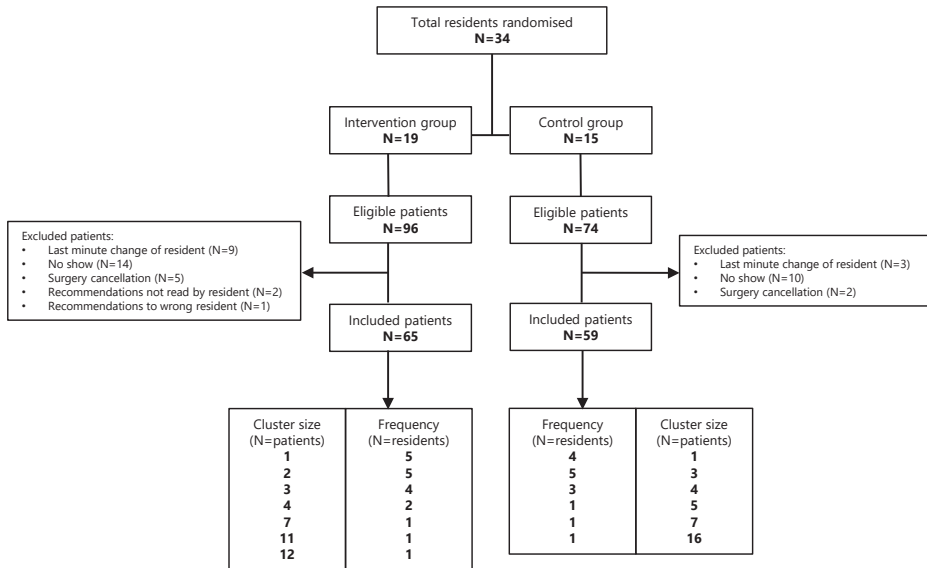 Total residents randomised
N=34
Intervention group
N=19
Control group
N=15
Eligible patients
N=96
Eligible patients
N=74
Excluded patients:
• Last minute change of resident (N=9)
• No show (N=14)
• Surgery cancellation (N=5)
• Recommendations not read by resident (N=2)
• Recommendations to wrong resident (N=1)
Excluded patients:
• Last minute change of resident (N=3)
• No show (N=10)
• Surgery cancellation (N=2)
Included patients
N=65
Included patients
N=59
Cluster size
(N=patients)
1
2
3
4
7
11
12
Frequency
(N=residents)
5
5
4
2
1
1
1
Frequency
(N=residents)
4
5
3
1
1
1
Cluster size
(N=patients)
1
3
4
5
7
16